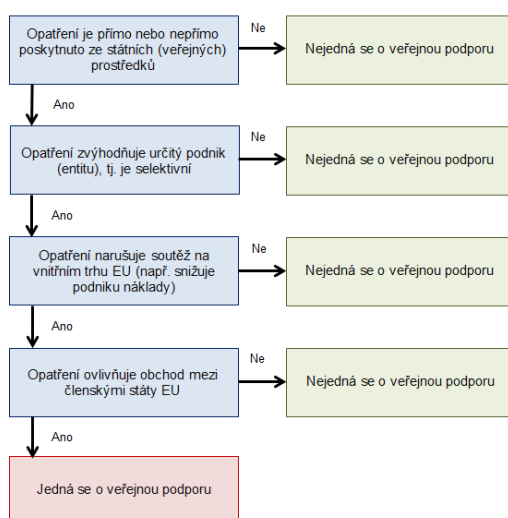 Opatření je přímo nebo nepřímo
poskytnuto ze státních (veřejných)
prostředků
Ne
Nejedná se o veřejnou podporu
Ano
Opatření zvýhodňuje určitý podnik
(entitu), tj. je selektivní
Ne
Nejedná se o veřejnou podporu
Ano
Opatření narušuje soutěž na
vnitřním trhu EU (např. snižuje
podniku náklady)
Ne
Nejedná se o veřejnou podporu
Ano
Opatření ovlivňuje obchod mezi
členskými státy EU
Ne
Nejedná se o veřejnou podporu
Ano
Jedná se o veřejnou podporu